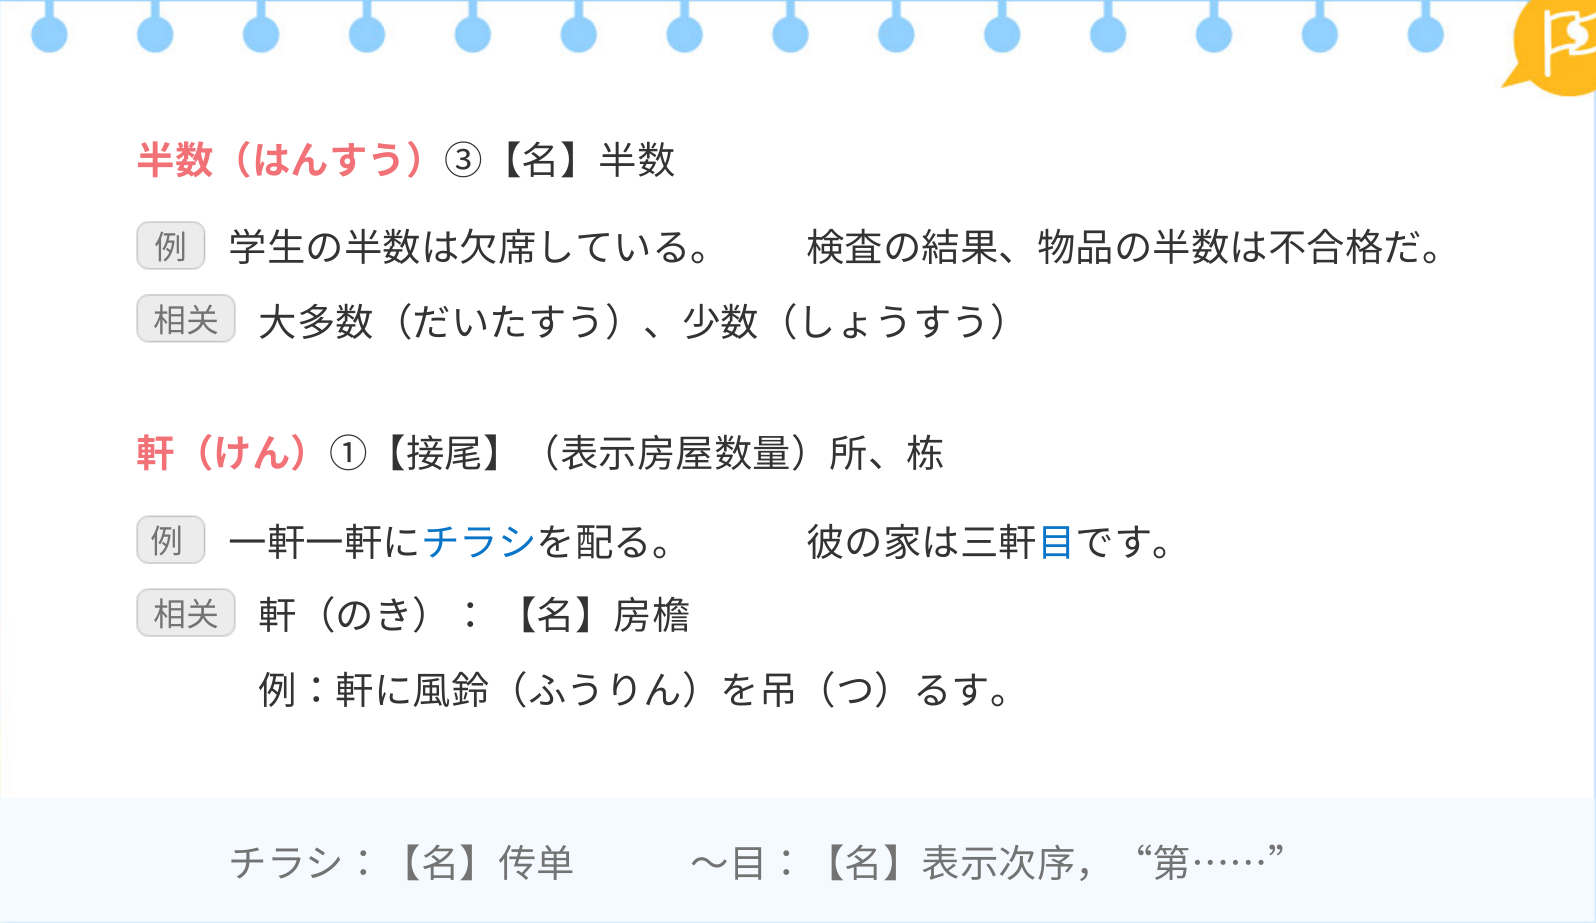 半数（はんすう）③【名】半数
例 学生の半数は欠席している。 検査の結果、物品の半数は不合格だ。
相关 大多数（だいたすう）、少数（しょうすう）
軒（けん）①【接尾】（表示房屋数量）所、栋
例 一軒一軒にチラシを配る。 彼の家は三軒目です。
相关 軒（のき）：【名】房檐
例：軒に風鈴（ふうりん）を吊（つ）るす。
チラシ：【名】传单 ～目：【名】表示次序，“第……”